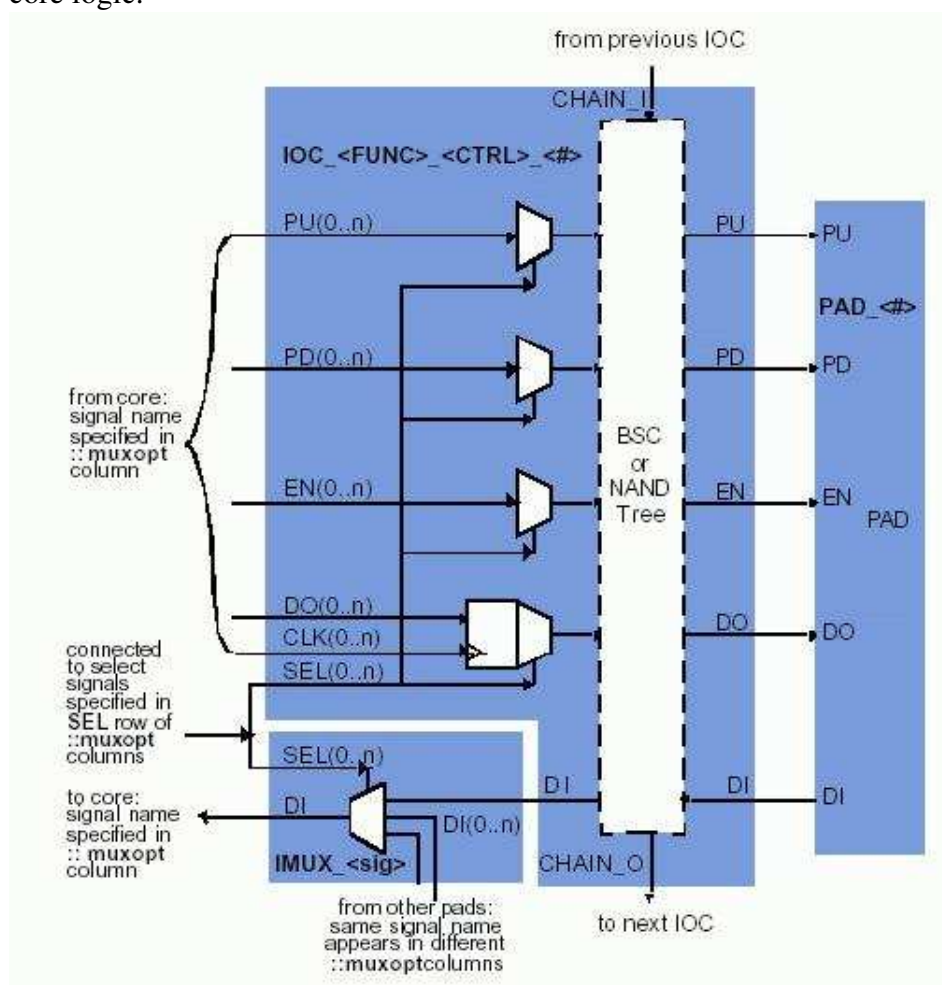 core logic.
from previous IOC
CHAIN_I
IOC_<FUNC>_<CTRL>_<#>
PU(0..n)
PU
PU
PAD_<#>
PD(0..n)
PD
PD
from core:
signal name
specified in
:: muxopt
column
BSC
or
NAND
Tree
EN(0..n)
EN
EN
PAD
DO(0..n)
DO
DO
CLK(0..n)
SEL(0..n)
connected
to select
signals
specified in
SEL row of
::muxopt
columns
SEL(0..n)
DI
DI
DI
DI
DI(0..n)
to core:
signal name
specified in
:: muxopt
column
IMUX_<sig>
CHAIN_O
from other pads:
same signal name
appears in different
::muxoptcolumns
to next IOC